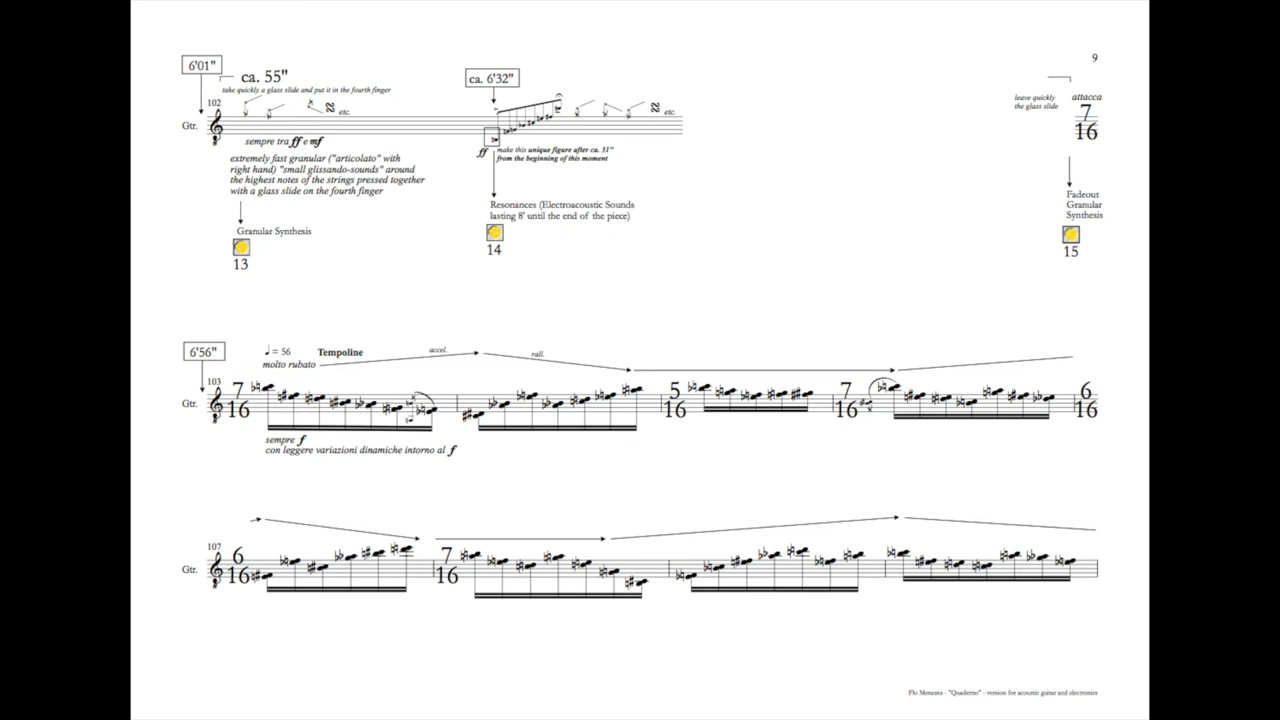 9
6'01"
ca. 55"
take quickly a glass slide and put it in the fourth finger
ca. 6'32"
leave quickly
the glass slide
attacca
102
Gtr.
etc.
etc.
7
16
sempre tra ff e mf
ff
make this unique figure after ca. 31"
from the beginning of this moment
extremely fast granular ("articolato" with
right hand) "small glissando-sounds" around
the highest notes of the strings pressed together
with a glass slide on the fourth finger
Resonances (Electroacoustic Sounds
lasting 8' until the end of the piece)
Fadeout
Granular
Synthesis
Granular Synthesis
13
14
15
6'56"
♩ = 56
Tempoline
accel.
rall.
molto rubato
103
Gtr.
7
16
5
16
7
16
6
16
sempre f
con leggere variazioni dinamiche intorno al f
107
Gtr.
6
16
7
16
Flo Menezes - "Quaderno" - version for acoustic guitar and electronics